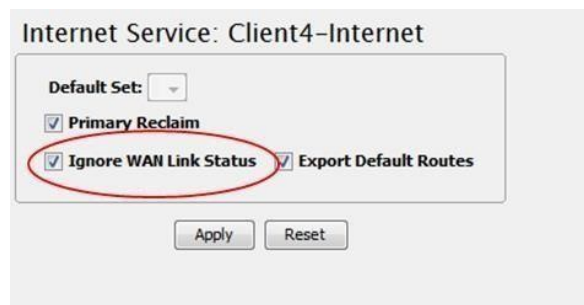 Internet Service: Client4-Internet
Default Set:
Primary Reclaim
Ignore WAN Link Status Export Default Routes
Apply Reset